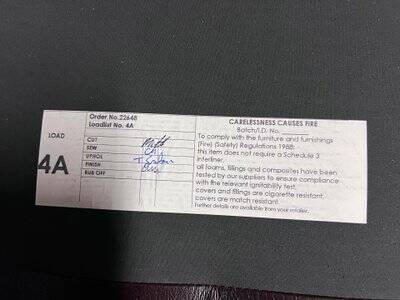 LOAD
4A
Order No.22648
Loadlist No. 4A
CUT
SEW
UPHOL
FINISH
RUB OFF
CARELESSNESS CAUSES FIRE
Batch/I.D. No.
To comply with the furniture and furnishings
(Fire) (Safety) Regulations 1988:
this item does not require a Schedule 3
interliner.
all foams, fillings and composites have been
tested by our suppliers to ensure compliance
with the relevant ignitability test.
covers and fillings are cigarette resistant.
covers are match resistant.
Further details are available from your retailer.